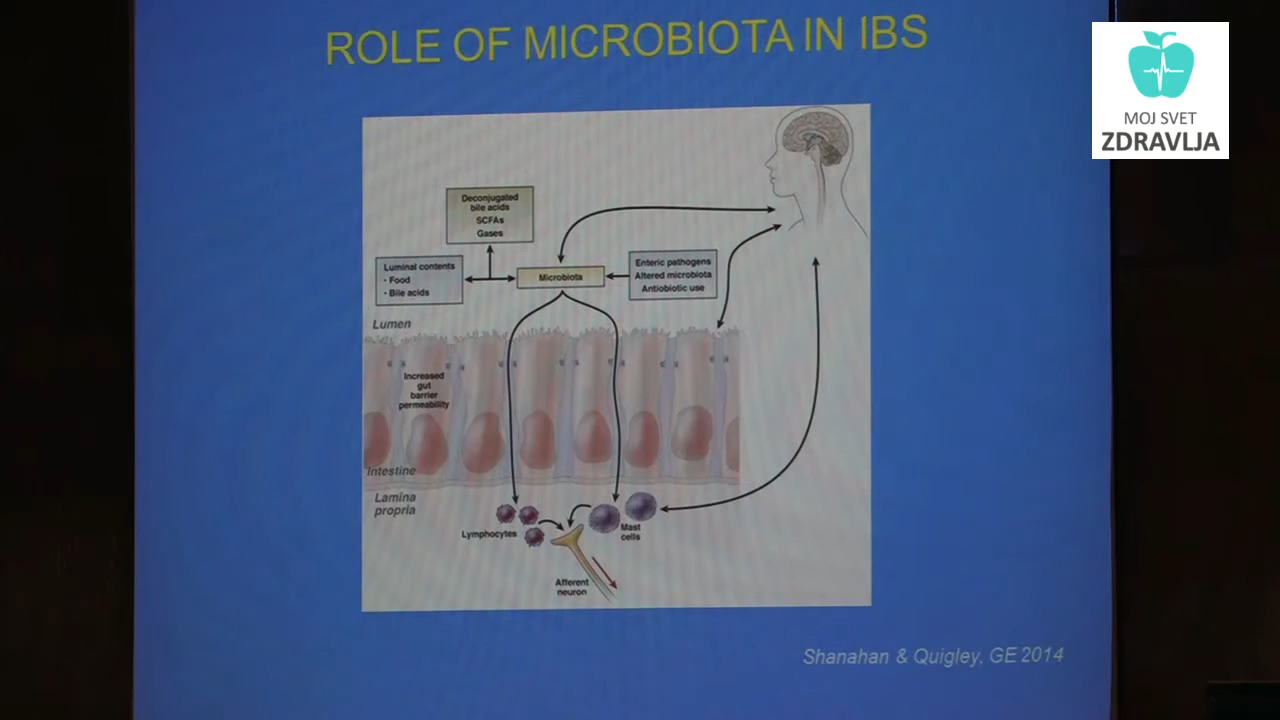 ROLE OF MICROBIOTA IN IBS
MOJ SVET
ZDRAVLJA
Deconjugated
bile acids
SCFAs
Gases
Luminal contents
· Food
· Bile acids
Microbiota
Enteric pathogens
Altered microbiota
Antiobiotic use
Lumen
Increased
gut
barrier
permeability
Intestine
Lamina
propria
Lymphocytes
Mast
cells
Afferent
neuron
Shanahan & Quigley, GE 2014